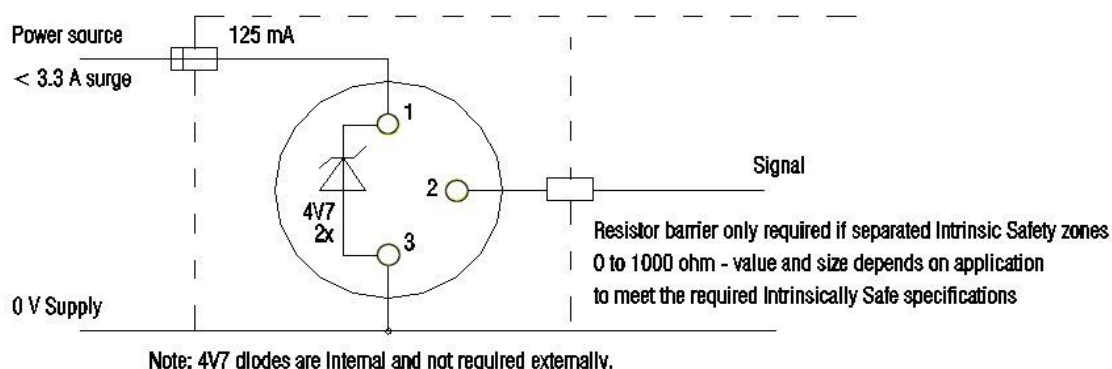 Power source
125 mA
< 3.3 A surge
1
2
4V7
2x
3
Signal
Resistor barrier only required if separated Intrinsic Safety zones
0 to 1000 ohm - value and size depends on application
to meet the required Intrinsically Safe specifications
0 V Supply
Note: 4V7 diodes are internal and not required externally.